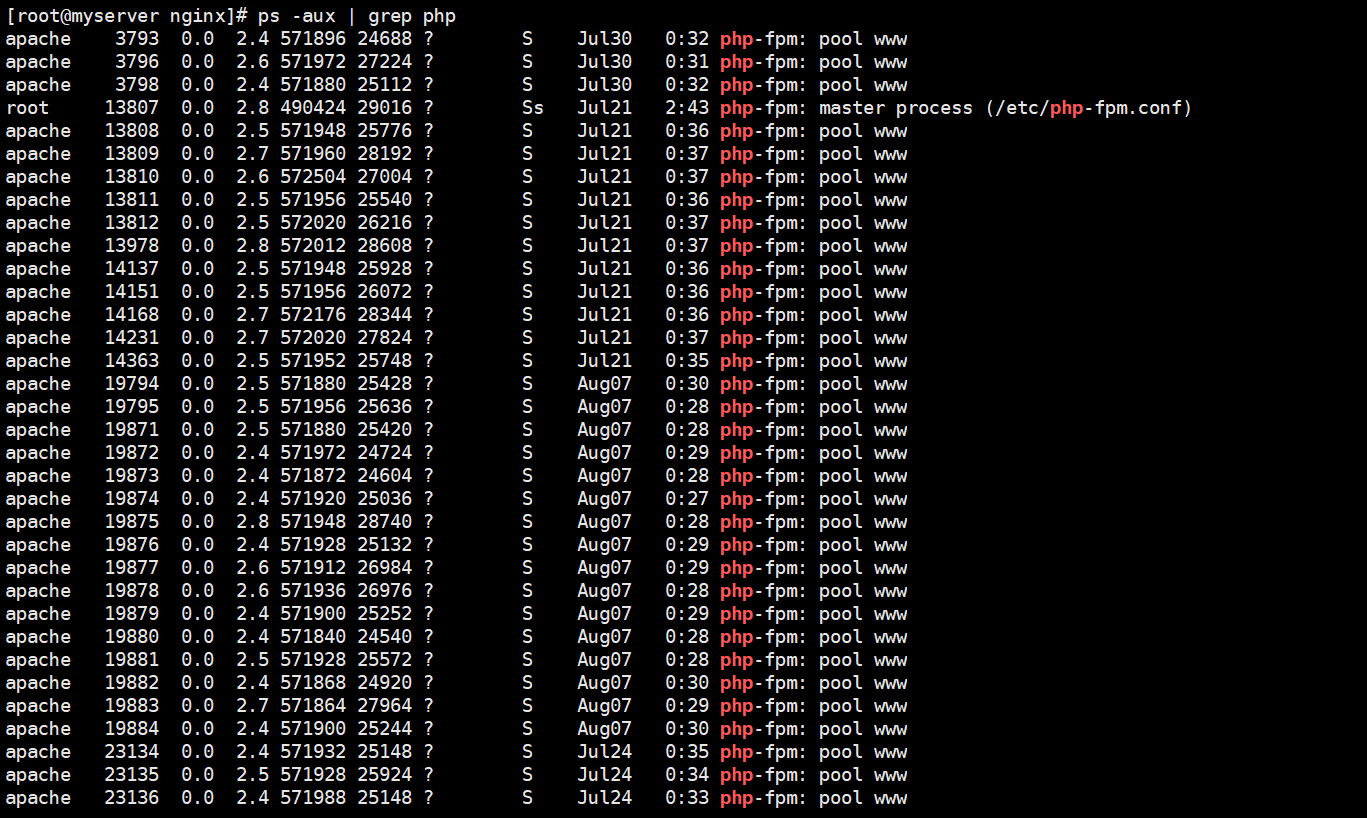 [root@myserver nginx]# ps -aux | grep php
apache    3793  0.0  2.4 571896 24688 ?        S    Jul30   0:32 php-fpm: pool www
apache    3796  0.0  2.6 571972 27224 ?        S    Jul30   0:31 php-fpm: pool www
apache    3798  0.0  2.4 571880 25112 ?        S    Jul30   0:32 php-fpm: pool www
root     13807  0.0  2.8 490424 29016 ?        Ss   Jul21   2:43 php-fpm: master process (/etc/php-fpm.conf)
apache   13808  0.0  2.5 571948 25776 ?        S    Jul21   0:36 php-fpm: pool www
apache   13809  0.0  2.7 571960 28192 ?        S    Jul21   0:37 php-fpm: pool www
apache   13810  0.0  2.6 572504 27004 ?        S    Jul21   0:37 php-fpm: pool www
apache   13811  0.0  2.5 571956 25540 ?        S    Jul21   0:36 php-fpm: pool www
apache   13812  0.0  2.5 572020 26216 ?        S    Jul21   0:37 php-fpm: pool www
apache   13978  0.0  2.8 572012 28608 ?        S    Jul21   0:37 php-fpm: pool www
apache   14137  0.0  2.5 571948 25928 ?        S    Jul21   0:36 php-fpm: pool www
apache   14151  0.0  2.5 571956 26072 ?        S    Jul21   0:36 php-fpm: pool www
apache   14168  0.0  2.7 572176 28344 ?        S    Jul21   0:36 php-fpm: pool www
apache   14231  0.0  2.7 572020 27824 ?        S    Jul21   0:37 php-fpm: pool www
apache   14363  0.0  2.5 571952 25748 ?        S    Jul21   0:35 php-fpm: pool www
apache   19794  0.0  2.5 571880 25428 ?        S    Aug07   0:30 php-fpm: pool www
apache   19795  0.0  2.5 571956 25636 ?        S    Aug07   0:28 php-fpm: pool www
apache   19871  0.0  2.5 571880 25420 ?        S    Aug07   0:28 php-fpm: pool www
apache   19872  0.0  2.4 571972 24724 ?        S    Aug07   0:29 php-fpm: pool www
apache   19873  0.0  2.4 571872 24604 ?        S    Aug07   0:28 php-fpm: pool www
apache   19874  0.0  2.4 571920 25036 ?        S    Aug07   0:27 php-fpm: pool www
apache   19875  0.0  2.8 571948 28740 ?        S    Aug07   0:28 php-fpm: pool www
apache   19876  0.0  2.4 571928 25132 ?        S    Aug07   0:29 php-fpm: pool www
apache   19877  0.0  2.6 571912 26984 ?        S    Aug07   0:29 php-fpm: pool www
apache   19878  0.0  2.6 571936 26976 ?        S    Aug07   0:28 php-fpm: pool www
apache   19879  0.0  2.4 571900 25252 ?        S    Aug07   0:29 php-fpm: pool www
apache   19880  0.0  2.4 571840 24540 ?        S    Aug07   0:28 php-fpm: pool www
apache   19881  0.0  2.5 571928 25572 ?        S    Aug07   0:28 php-fpm: pool www
apache   19882  0.0  2.4 571868 24920 ?        S    Aug07   0:30 php-fpm: pool www
apache   19883  0.0  2.7 571864 27964 ?        S    Aug07   0:29 php-fpm: pool www
apache   19884  0.0  2.4 571900 25244 ?        S    Aug07   0:30 php-fpm: pool www
apache   23134  0.0  2.4 571932 25148 ?        S    Jul24   0:35 php-fpm: pool www
apache   23135  0.0  2.5 571928 25924 ?        S    Jul24   0:34 php-fpm: pool www
apache   23136  0.0  2.4 571988 25148 ?        S    Jul24   0:33 php-fpm: pool www